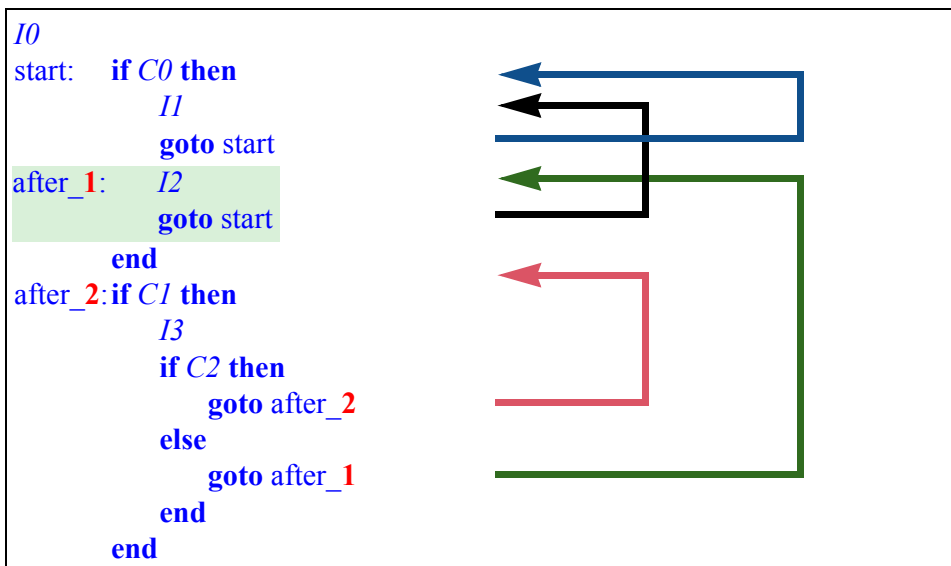 I0
start: if C0 then
I1
goto start
after_1: I2
goto start
end
after_2: if C1 then
I3
if C2 then
goto after_2
else
goto after_1
end
end